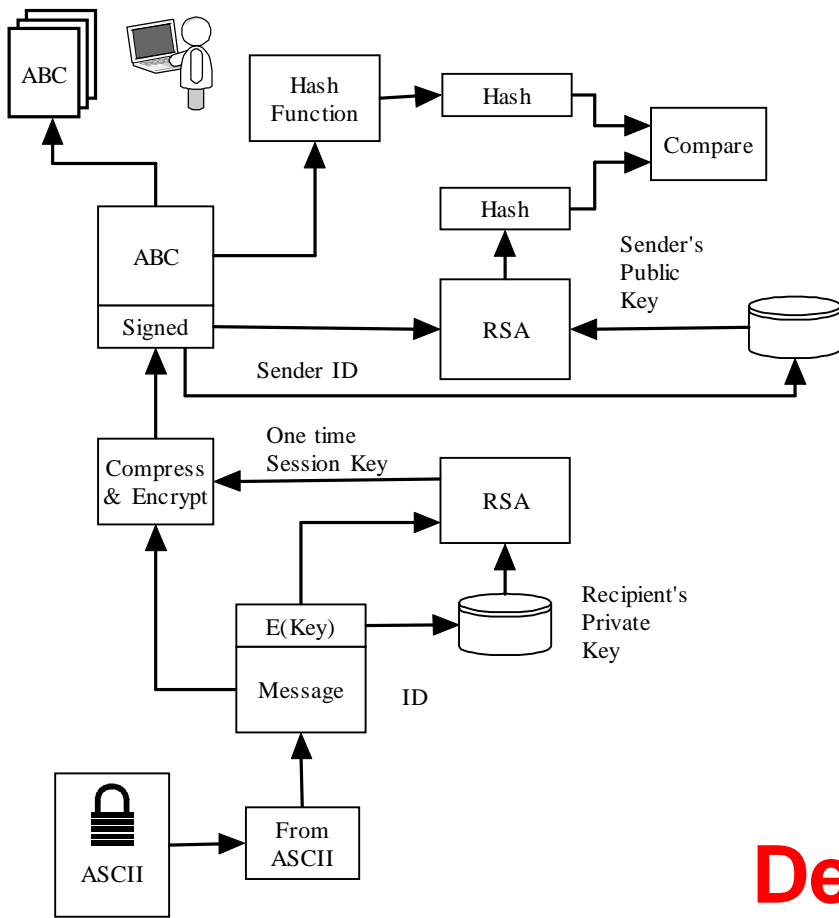 ABC
Hash
Function
Hash
Compare
Hash
ABC
Sender's
Public
Key
Signed
RSA
Sender ID
One time
Session Key
Compress
& Encrypt
RSA
E(Key)
Recipient's
Private
Key
Message
ID
From
ASCII
ASCII
De